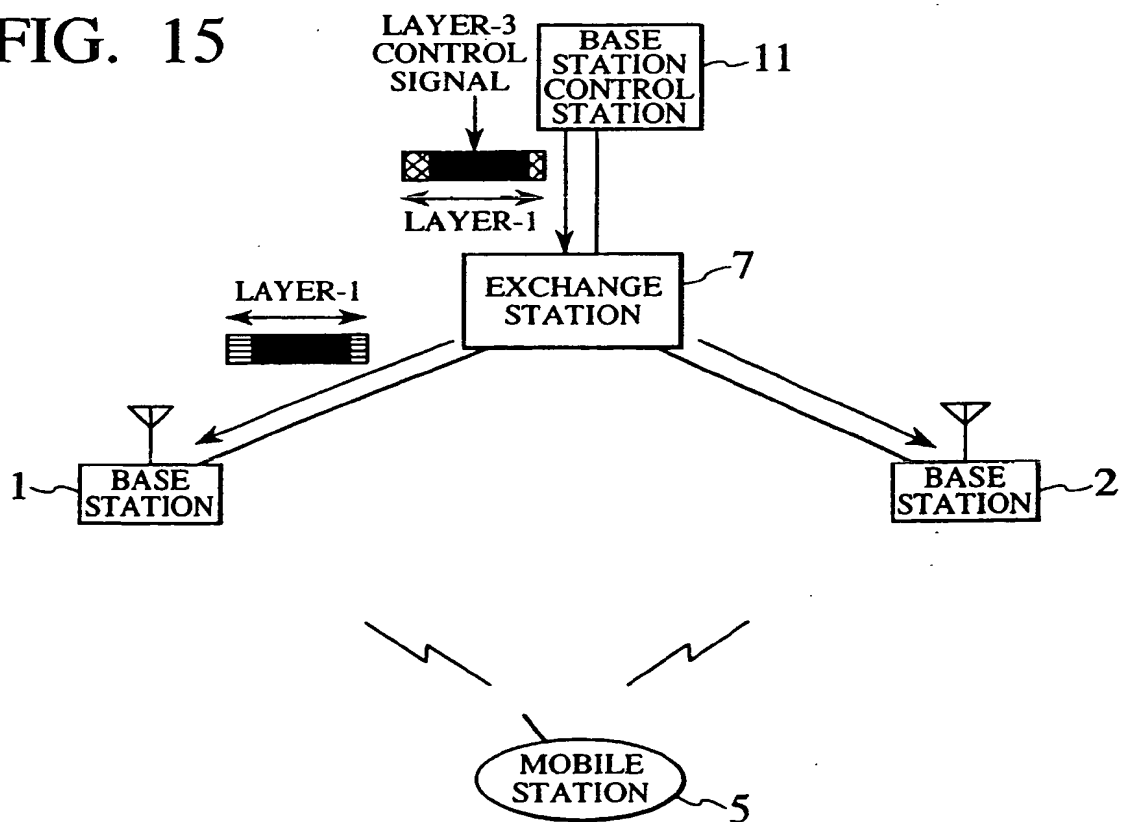 FIG. 15
LAYER-3
CONTROL
SIGNAL
BASE
STATION
CONTROL
STATION
11
LAYER-1
EXCHANGE
STATION
7
LAYER-1
BASE
STATION
1
BASE
STATION
2
MOBILE
STATION
5